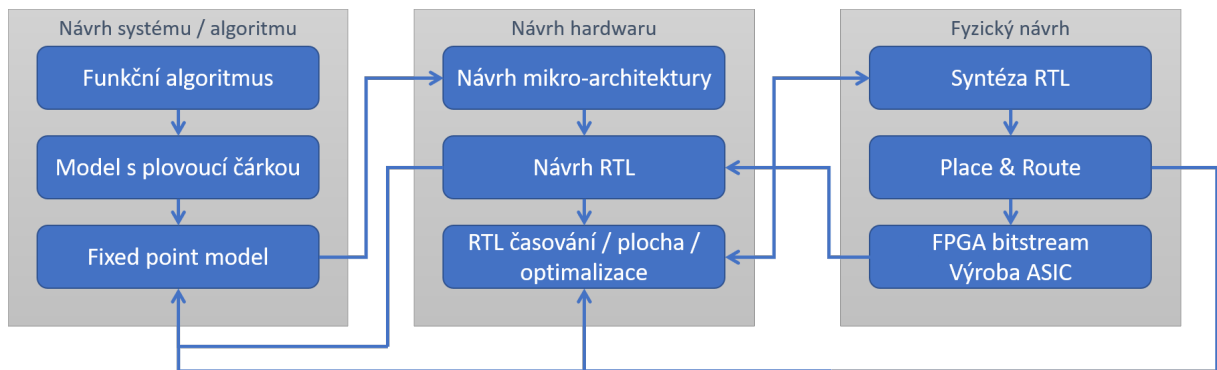 Návrh systému / algoritmu
Funkční algoritmus
Model s plovoucí čárkou
Fixed point model
Návrh hardwaru
Návrh mikro-architektury
Návrh RTL
RTL časování / plocha /
optimalizace
Fyzický návrh
Syntéza RTL
Place & Route
FPGA bitstream
Výroba ASIC